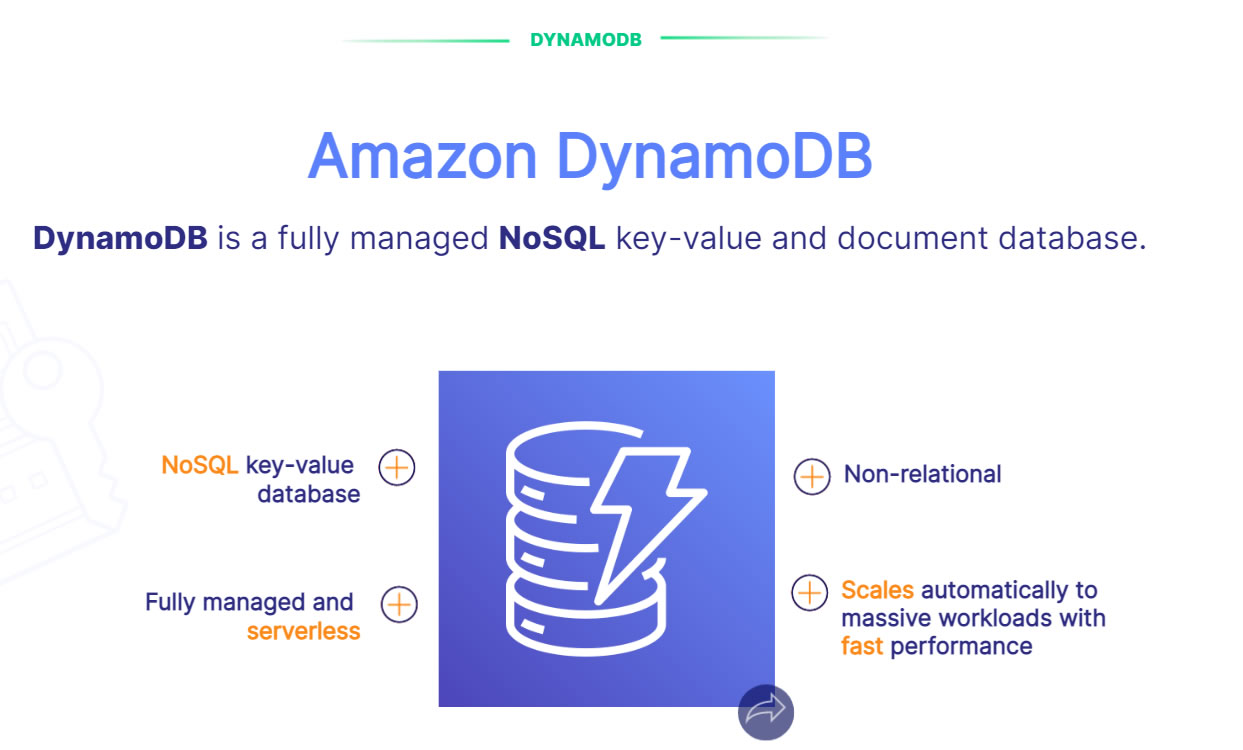 DYNAMODB
Amazon DynamoDB
DynamoDB is a fully managed NoSQL key-value and document database.
NoSQL key-value
database
Fully managed and
serverless
Non-relational
Scales automatically to
massive workloads with
fast performance